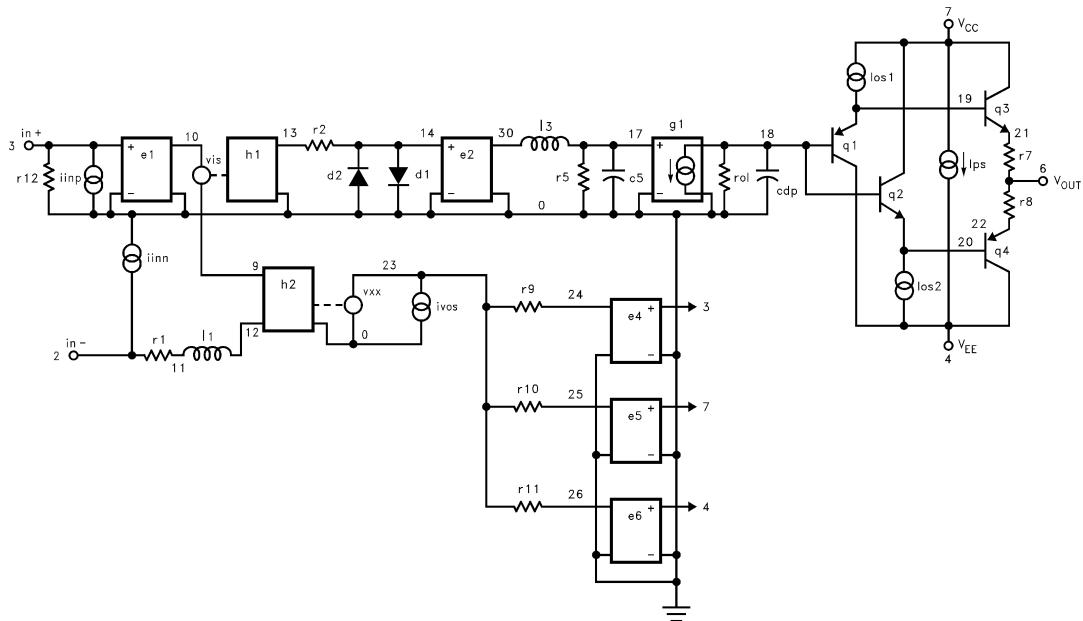 7
VCC
Ios1
19
q3
in+
3
10
13
r2
14
30
l3
17
g1
18
q1
21
r7
e1
vis
h1
e2
6
VOUT
r12
iinp
d2
d1
r5
c5
rol
cdp
Ips
q2
r8
0
22
20
q4
iinn
9
23
h2
vxx
ivos
Ios2
r9
24
e4
3
in-
2
r1
l1
12
0
11
VEE
4
r10
25
e5
7
r11
26
e6
4
+
-
+
-
+
-
+
-
+
-
+
-